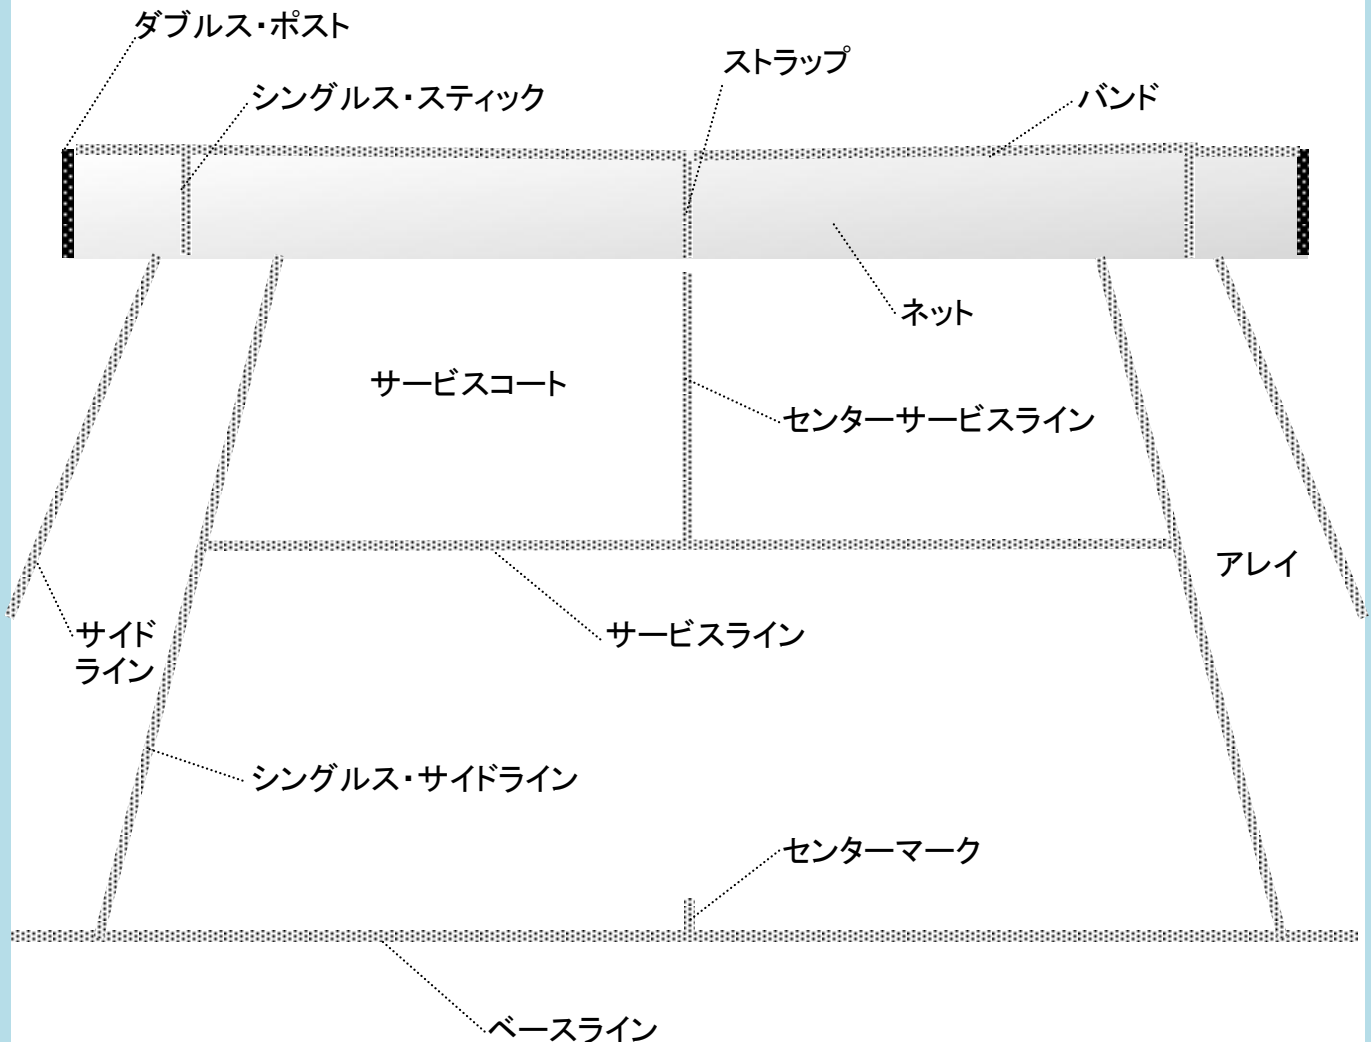 ダブルス・ポスト
ストラップ
シングルス・スティック
バンド
ネット
サービスコート
センターサービスライン
アレイ
サイド
ライン
サービスライン
シングルス・サイドライン
センターマーク
ベースライン